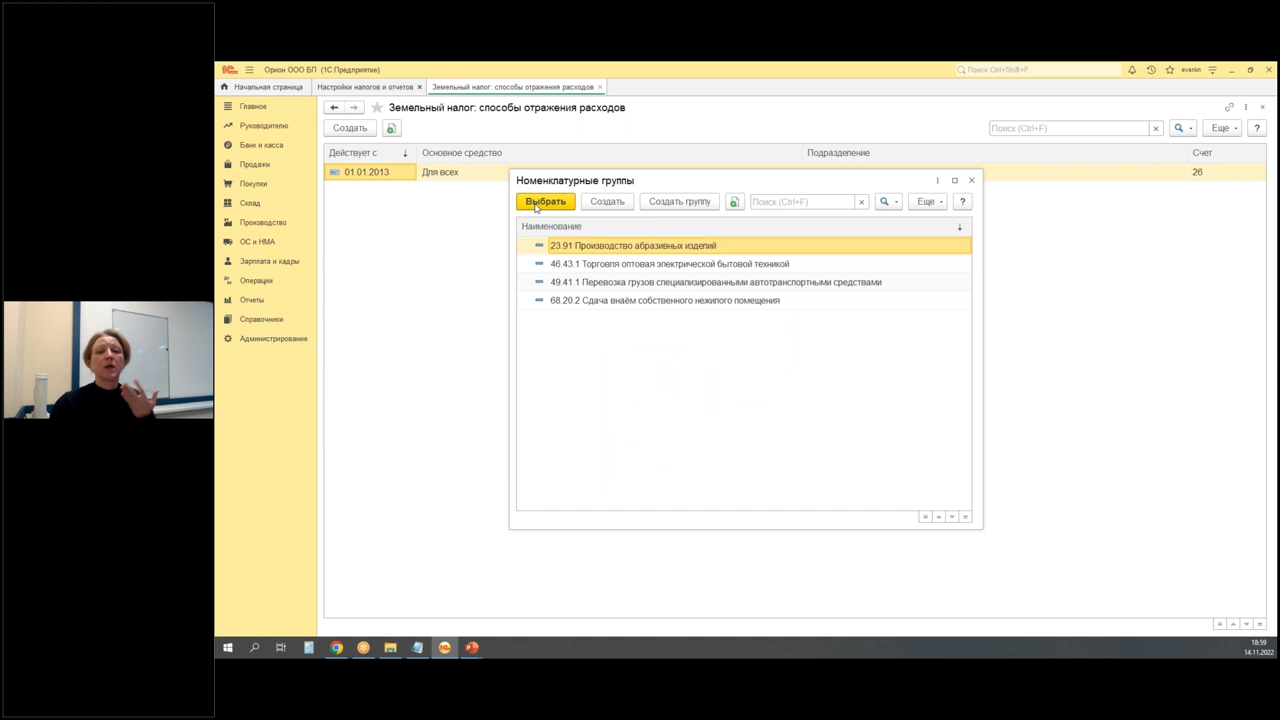 1С Орион ООО БП (1С:Предприятие)
Поиск Ctrl+Shift+F
evsnkn
Начальная страница
Настройки налогов и отчетов ×
Земельный налог: способы отражения расходов ×
Главное
Руководителю
Банк и касса
Продажи
Покупки
Склад
Производство
ОС и НМА
Зарплата и кадры
Операции
Отчеты
Справочники
Администрирование
Земельный налог: способы отражения расходов
Создать
Поиск (Ctrl+F) ×
Еще
?
Действует с ↓
Основное средство
Подразделение
Счет
01.01.2013
Для всех
26
Номенклатурные группы
Выбрать
Создать
Создать группу
Поиск (Ctrl+F) ×
Еще
?
Наименование ↓
23.91 Производство абразивных изделий
46.43.1 Торговля оптовая электрической бытовой техникой
49.41.1 Перевозка грузов специализированными автотранспортными средствами
68.20.2 Сдача внаём собственного нежилого помещения
18:59
14.11.2022